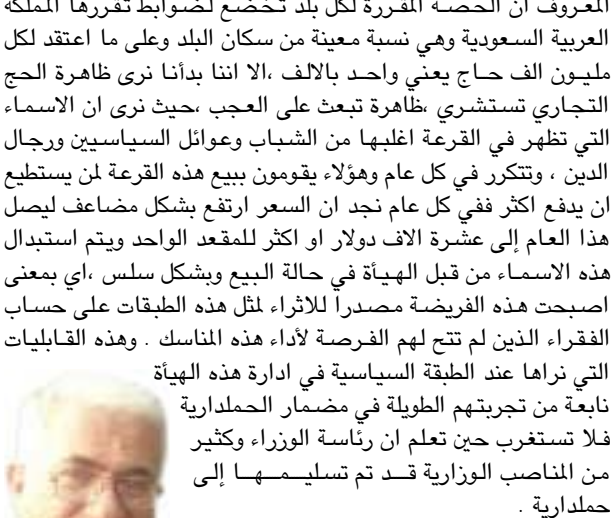 المعروف ان الحصة المقررة لكل بلد تخضع لضوابط تقررها المملكة
العربية السعودية وهي نسبة معينة من سكان البلد وعلى ما اعتقد لكل
مليون الف حاج يعني واحد بالالف ،الا اننا بدأنا نرى ظاهرة الحج
التجاري تستشري ،ظاهرة تبعث على العجب ،حيث نرى ان الاسماء
التي تظهر في القرعة اغلبها من الشباب وعوائل السياسيين ورجال
الدين ، وتتكرر في كل عام وهؤلاء يقومون ببيع هذه القرعة لمن يستطيع
ان يدفع اكثر ففي كل عام نجد ان السعر ارتفع بشكل مضاعف ليصل
هذا العام إلى عشرة الاف دولار او اكثر للمقعد الواحد ويتم استبدال
هذه الاسماء من قبل الهيأة في حالة البيع وبشكل سلس ،اي بمعنى
اصبحت هذه الفريضة مصدرا للاثراء لمثل هذه الطبقات على حساب
الفقراء الذين لم تتح لهم الفرصة لأداء هذه المناسك . وهذه القابليات
التي نراها عند الطبقة السياسية في ادارة هذه الهيأة
نابعة من تجربتهم الطويلة في مضمار الحملدارية
فلا تستغرب حين تعلم ان رئاسة الوزراء وكثير
من المناصب الوزارية قد تم تسليمها إلى
حملدارية .